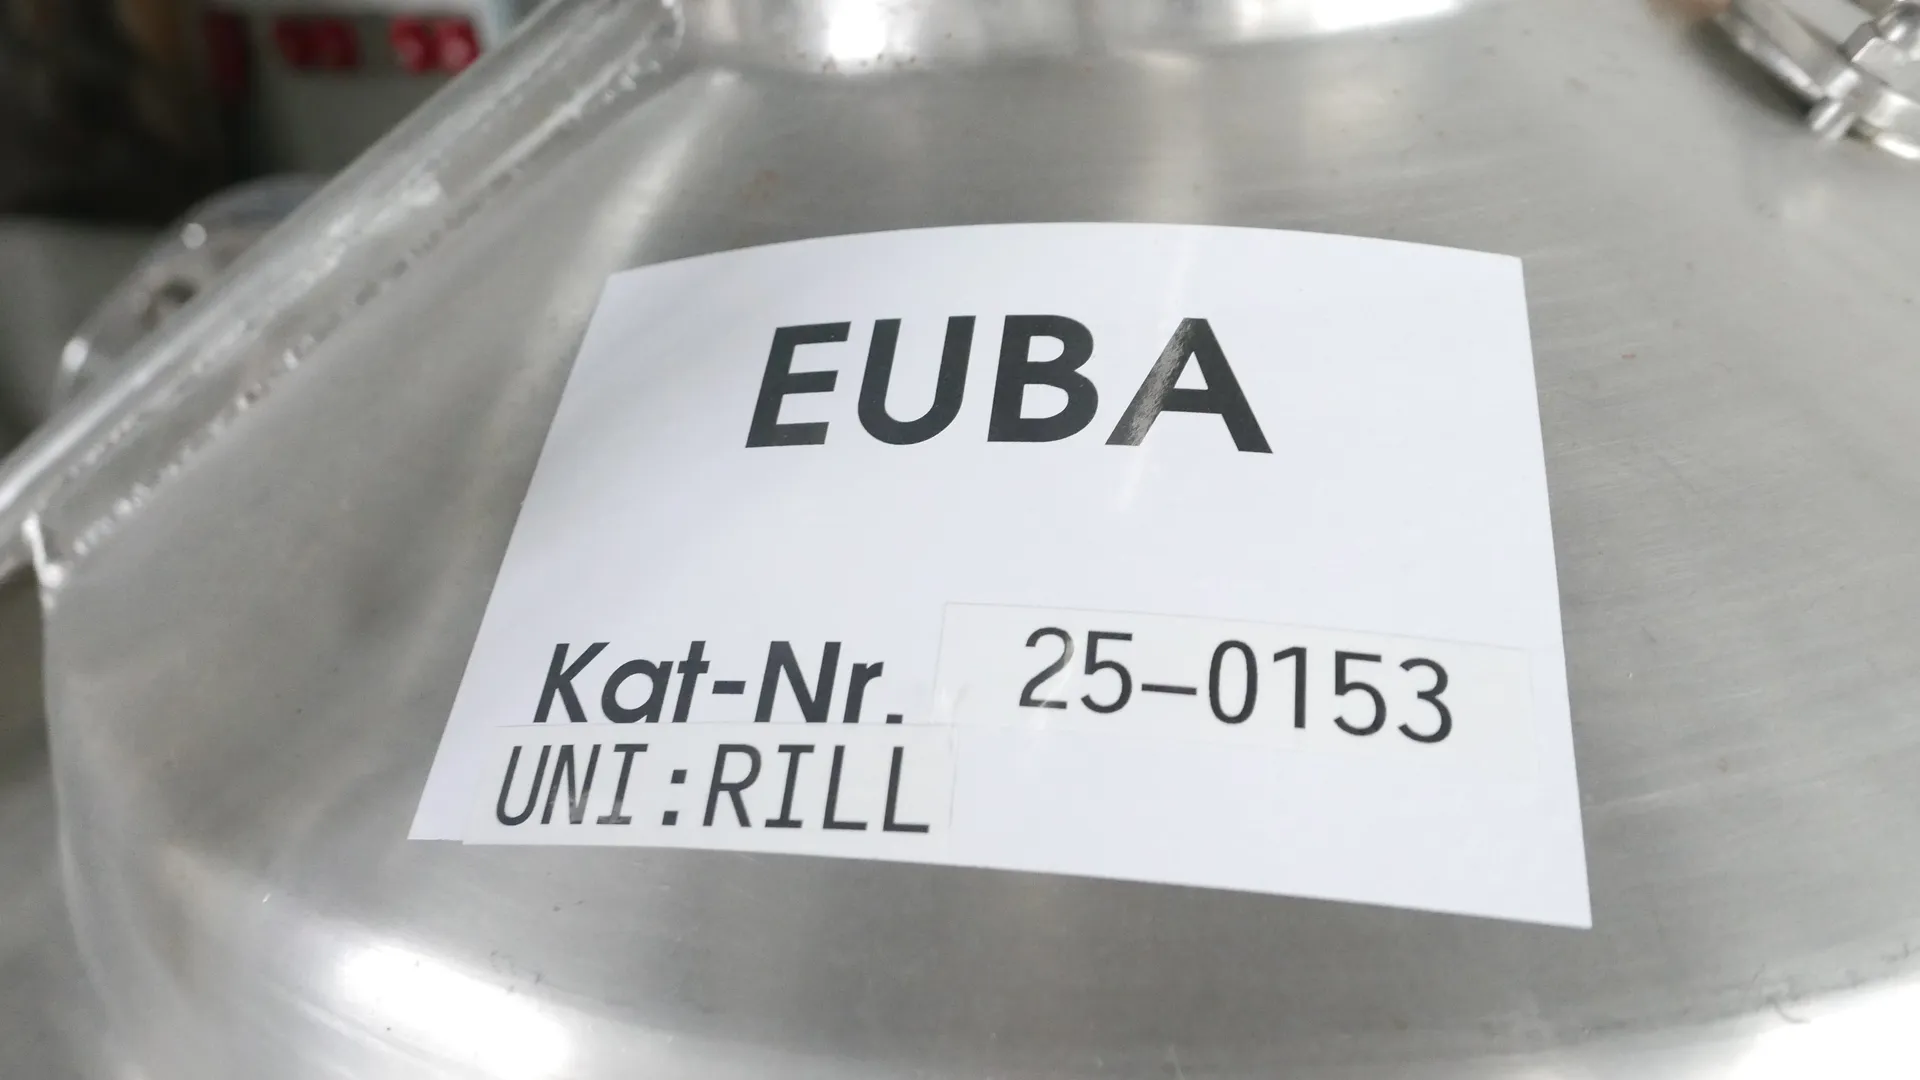 EUBA
Kat-Nr. 25-0153
UNI:RILL